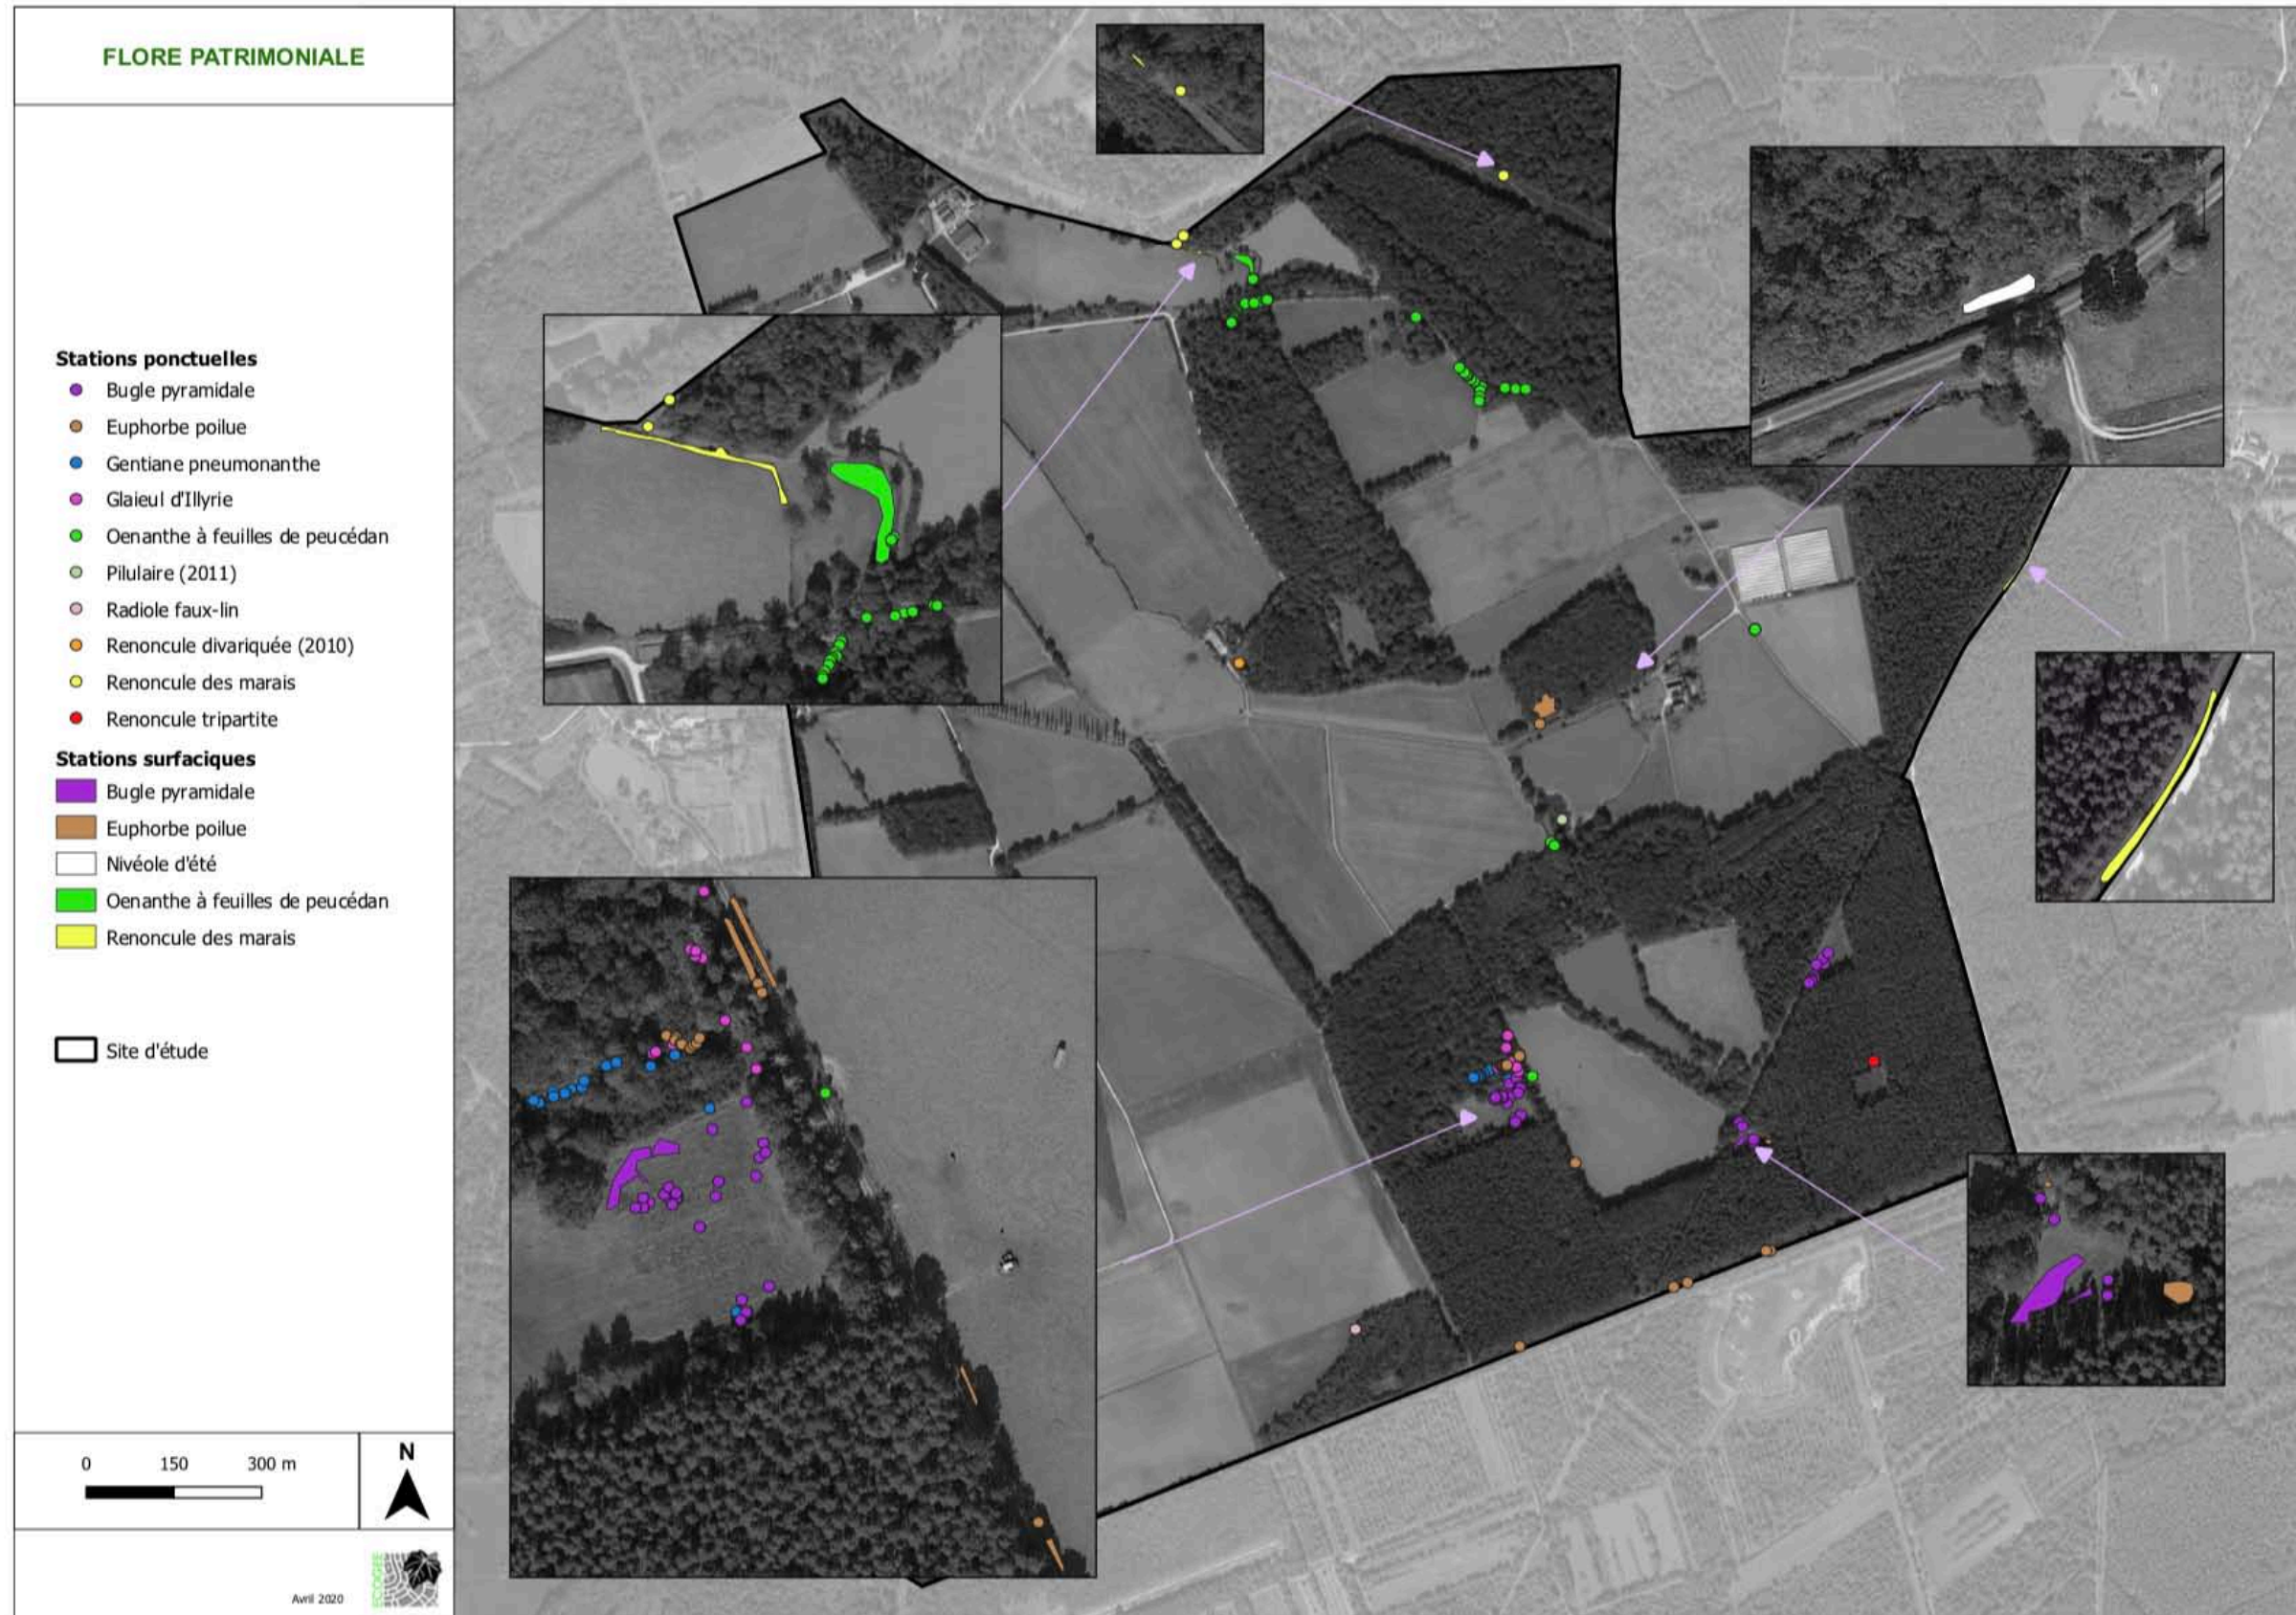 FLORE PATRIMONIALE
Stations ponctuelles
Bugle pyramidale
Euphorbe poilue
Gentiane pneumonanthe
Glaieul d'Illyrie
Oenanthe à feuilles de peucédan
Pilulaire (2011)
Radiole faux-lin
Renoncule divariquée (2010)
Renoncule des marais
Renoncule tripartite
Stations surfaciques
Bugle pyramidale
Euphorbe poilue
Nivéole d'été
Oenanthe à feuilles de peucédan
Renoncule des marais
Site d'étude
0 150 300 m
N
Avril 2020
ECOGEE